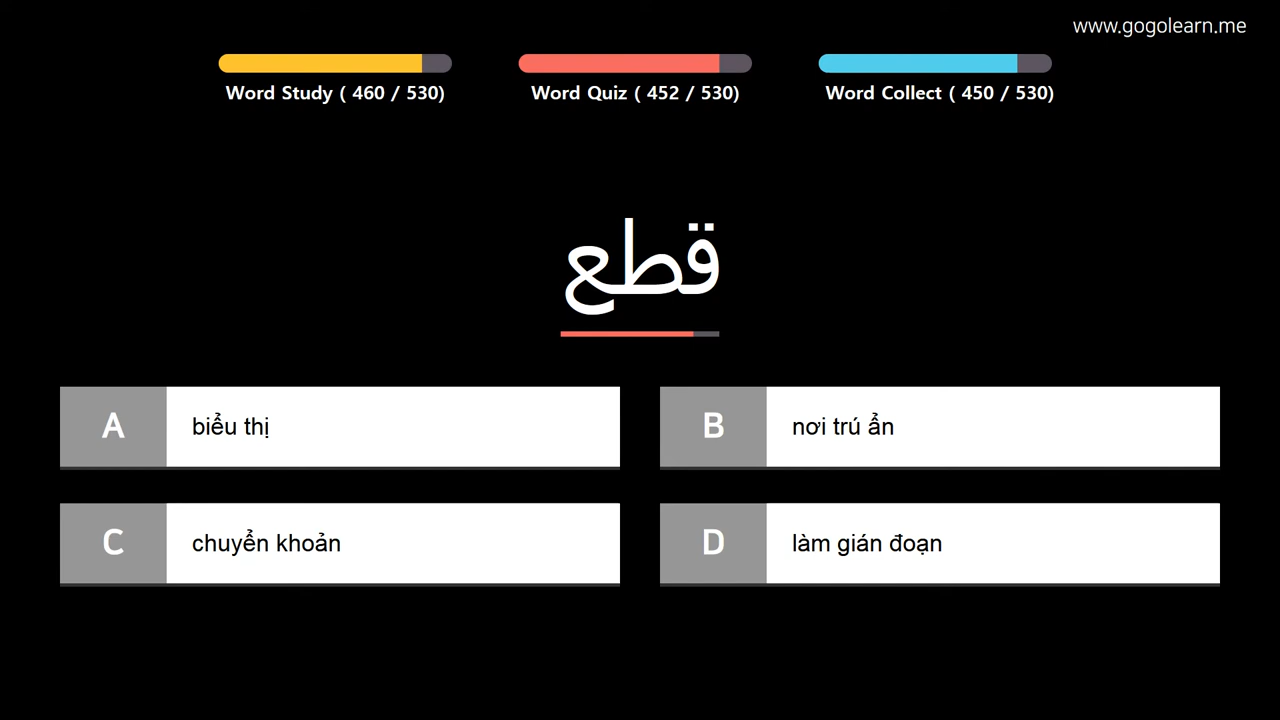 www.gogolearn.me
Word Study ( 460 / 530)
Word Quiz ( 452 / 530)
Word Collect ( 450 / 530)
قطع
A biểu thị
B nơi trú ẩn
C chuyển khoản
D làm gián đoạn